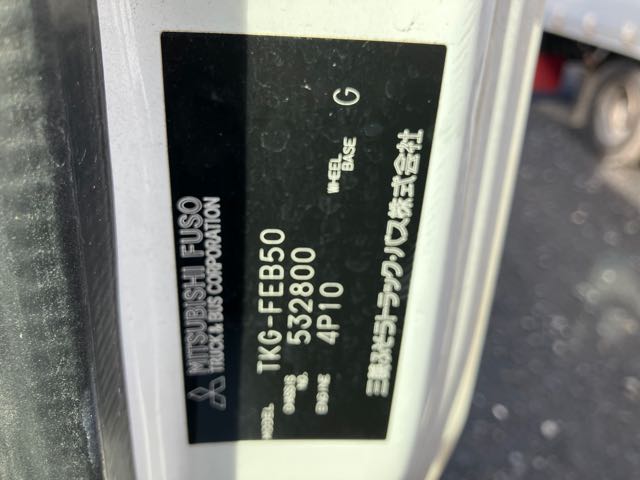 MITSUBISHI FUSO
TRUCK & BUS CORPORATION
MODEL TKG-FEB50
CHASSIS NO. 532800
ENGINE 4P10 WHEEL BASE G
三菱ふそうトラック・バス株式会社